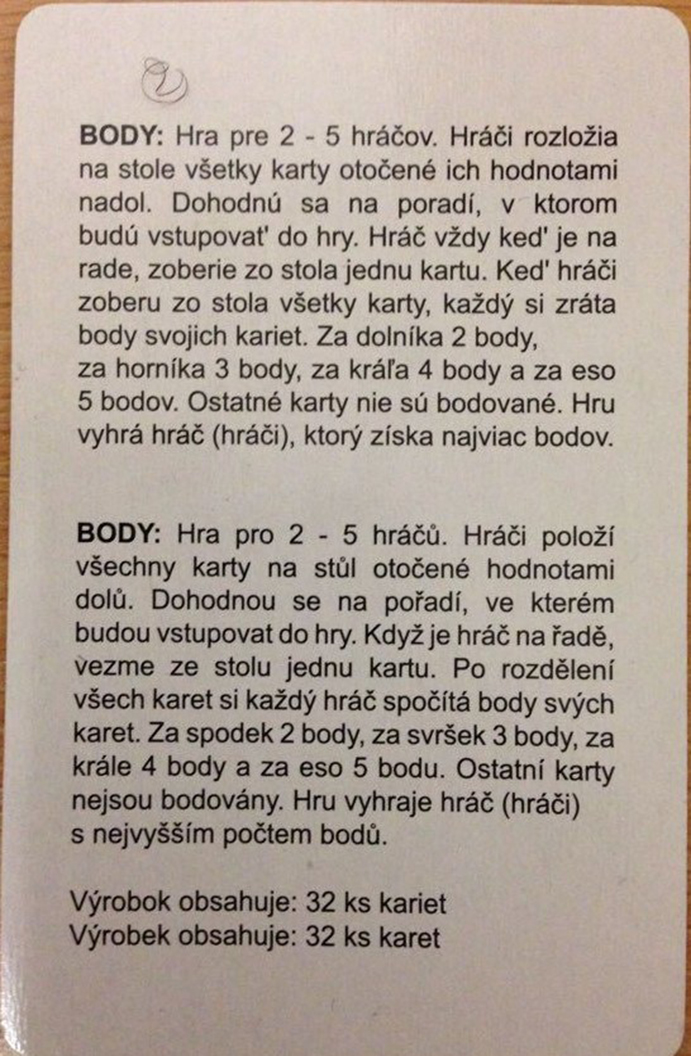 BODY: Hra pre 2 - 5 hráčov. Hráči rozložia
na stole všetky karty otočené ich hodnotami
nadol. Dohodnú sa na poradí, v ktorom
budú vstupovat' do hry. Hráč vždy ked' je na
rade, zoberie zo stola jednu kartu. Ked' hráči
zoberu zo stola všetky karty, každý si zráta
body svojich kariet. Za dolníka 2 body,
za horníka 3 body, za kráľa 4 body a za eso
5 bodov. Ostatné karty nie sú bodované. Hru
vyhrá hráč (hráči), ktorý získa najviac bodov.
BODY: Hra pro 2 - 5 hráčů. Hráči položí
všechny karty na stůl otočené hodnotami
dolů. Dohodnou se na pořadí, ve kterém
budou vstupovat do hry. Když je hráč na řadě,
vezme ze stolu jednu kartu. Po rozdělení
všech karet si každý hráč spočítá body svých
karet. Za spodek 2 body, za svršek 3 body, za
krále 4 body a za eso 5 bodu. Ostatní karty
nejsou bodovány. Hru vyhraje hráč (hráči)
s nejvyšším počtem bodů.
Výrobok obsahuje: 32 ks kariet
Výrobek obsahuje: 32 ks karet